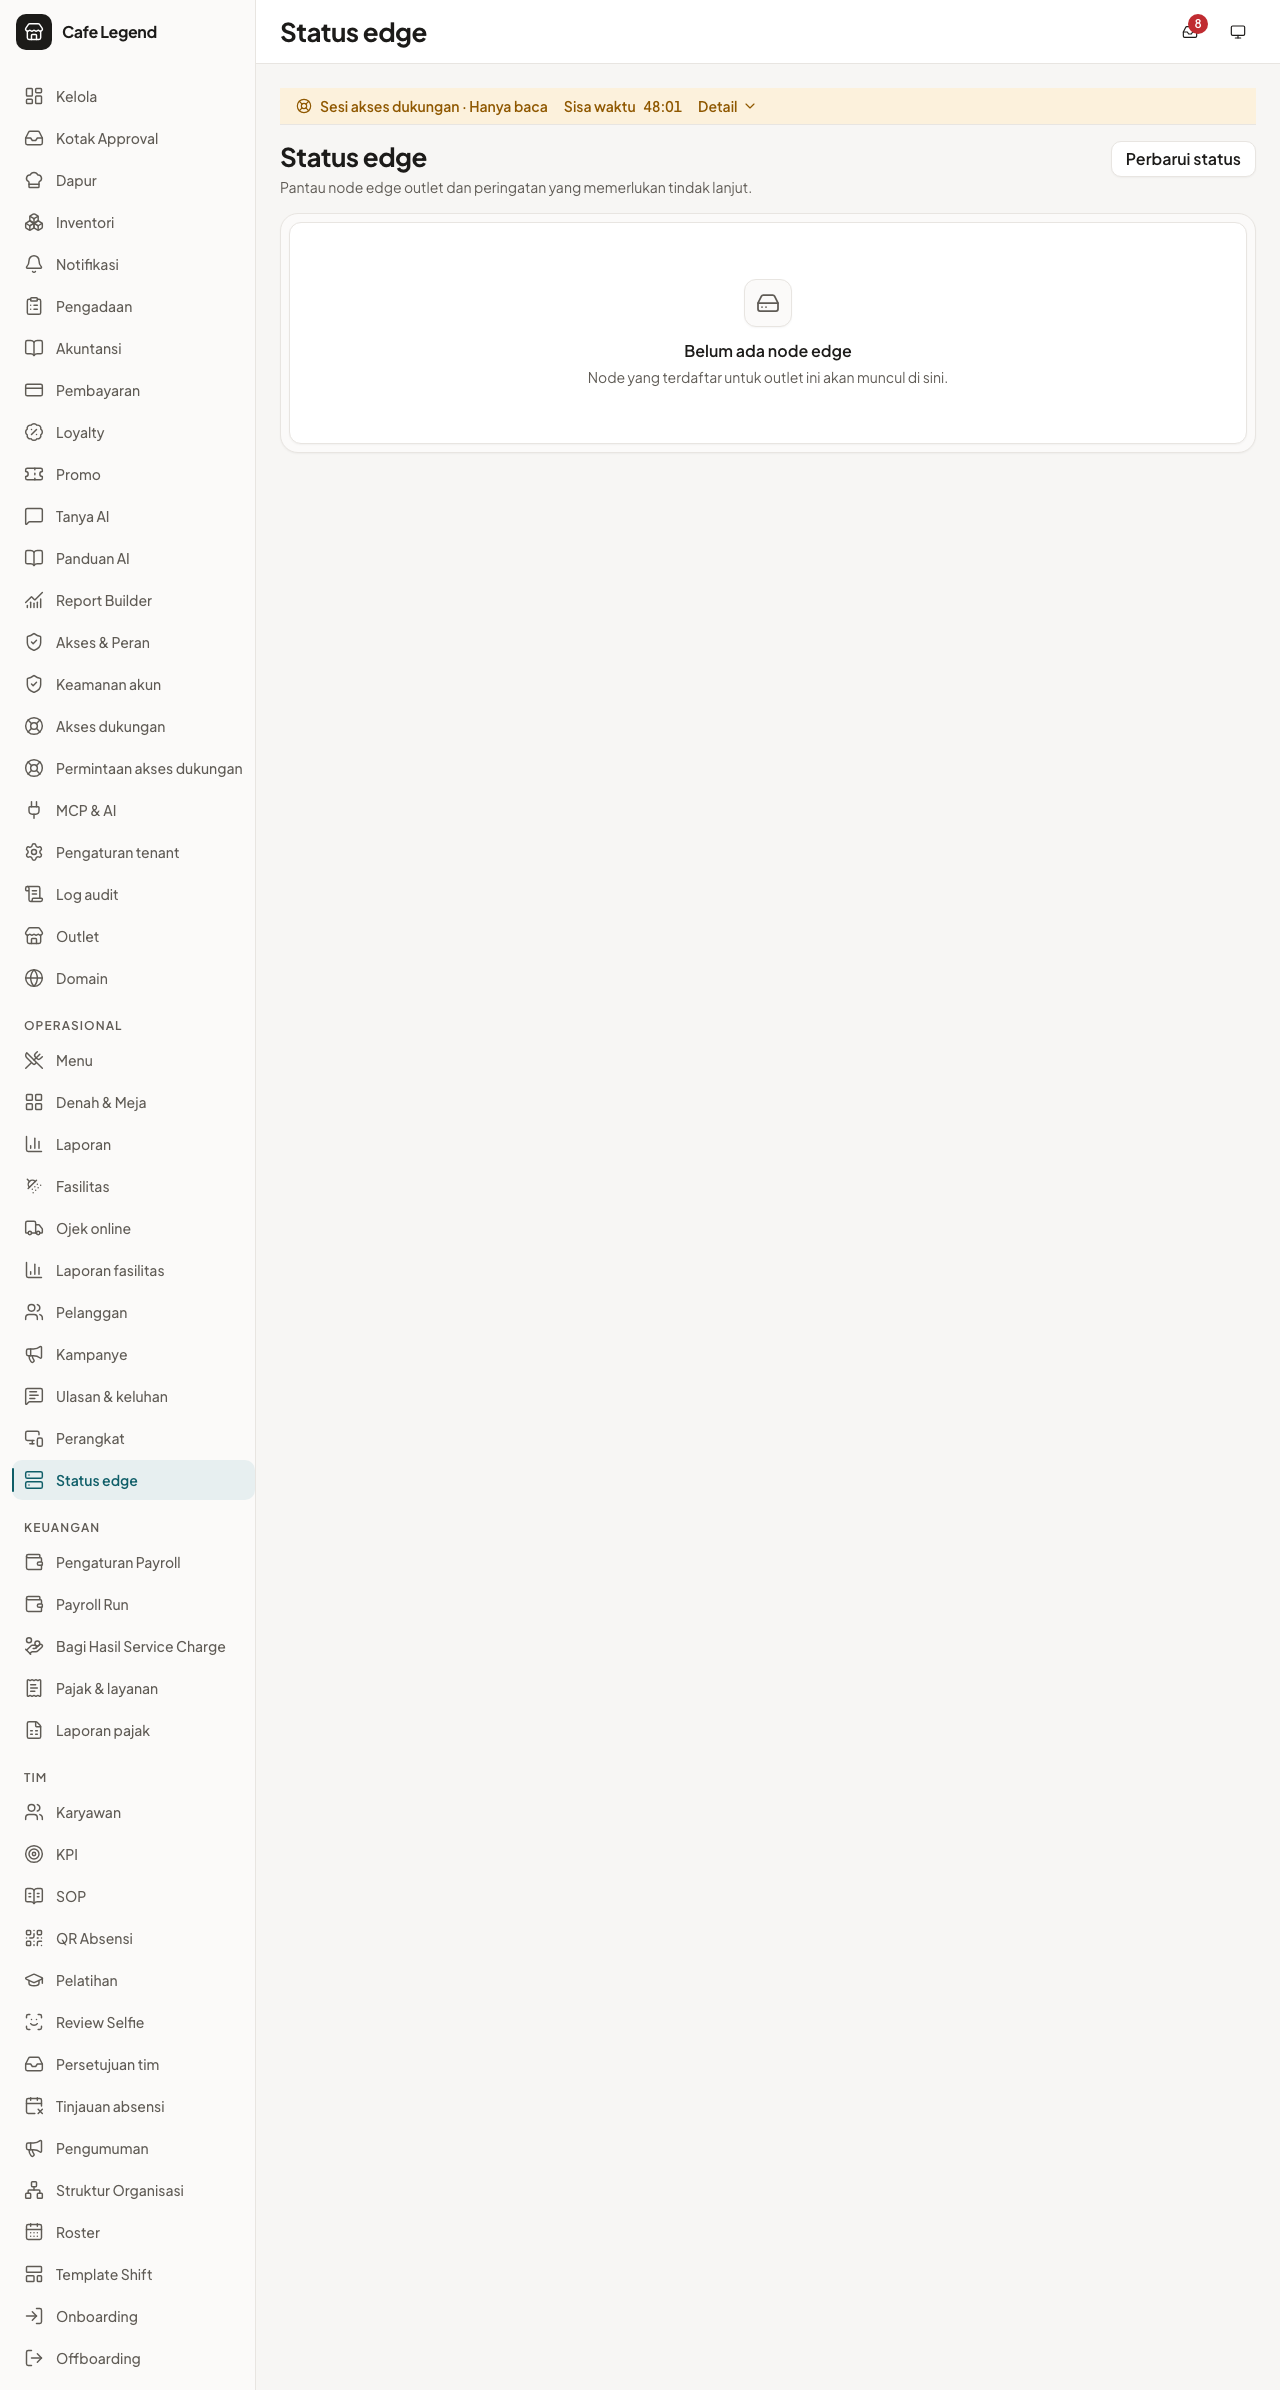 Cafe Legend
Kelola
Kotak Approval
Dapur
Inventori
Notifikasi
Pengadaan
Akuntansi
Pembayaran
Loyalty
Promo
Tanya AI
Panduan AI
Report Builder
Akses & Peran
Keamanan akun
Akses dukungan
Permintaan akses dukungan
MCP & AI
Pengaturan tenant
Log audit
Outlet
Domain
OPERASIONAL
Menu
Denah & Meja
Laporan
Fasilitas
Ojek online
Laporan fasilitas
Pelanggan
Kampanye
Ulasan & keluhan
Perangkat
Status edge
KEUANGAN
Pengaturan Payroll
Payroll Run
Bagi Hasil Service Charge
Pajak & layanan
Laporan pajak
TIM
Karyawan
KPI
SOP
QR Absensi
Pelatihan
Review Selfie
Persetujuan tim
Tinjauan absensi
Pengumuman
Struktur Organisasi
Roster
Template Shift
Onboarding
Offboarding
Status edge
8
Sesi akses dukungan · Hanya baca Sisa waktu 48:01 Detail
Status edge
Perbarui status
Pantau node edge outlet dan peringatan yang memerlukan tindak lanjut.
Belum ada node edge
Node yang terdaftar untuk outlet ini akan muncul di sini.